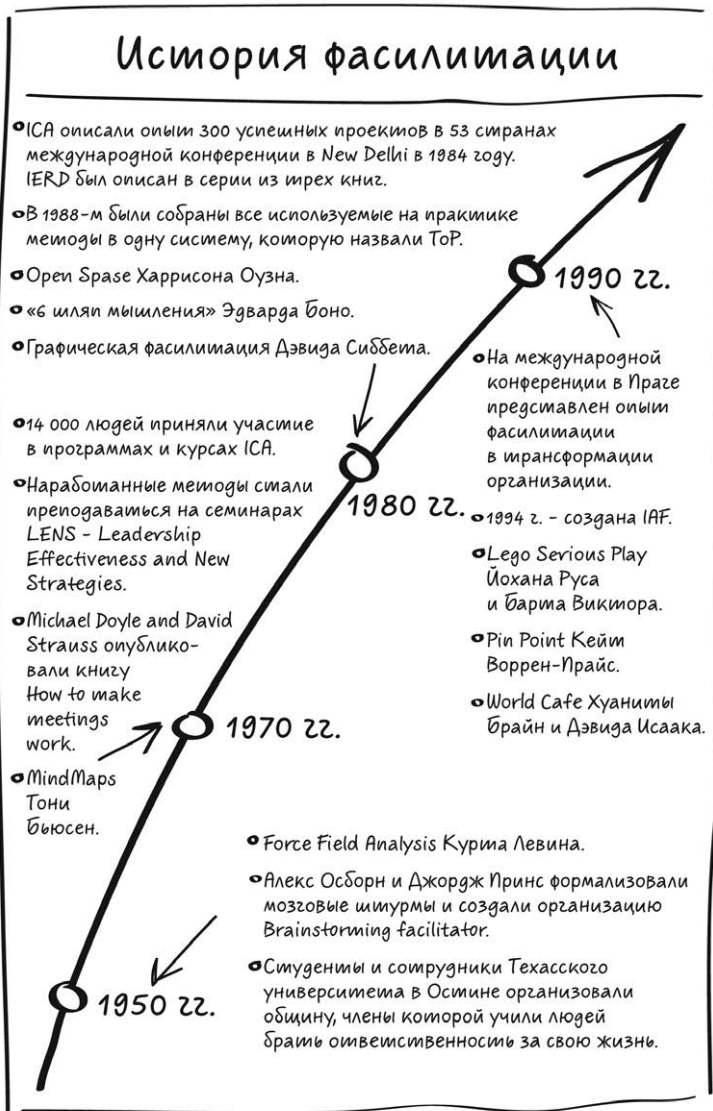 История фасилитации
ICA описали опыт 300 успешных проектов в 53 странах
международной конференции в New Delhi в 1984 году.
IERD был описан в серии из трех книг.
В 1988-м были собраны все используемые на практике
методы в одну систему, которую назвали ToP.
Open Spase Харрисона Оуэна.
«6 шляп мышления» Эдварда Боно.
Графическая фасилитация Дэвида Сиббета.
1990 гг.
На международной
конференции в Праге
представлен опыт
фасилитации
в трансформации
организации.
1994 г. - создана IAF.
Lego Serious Play
Йохана Руса
и Барта Виктора.
Pin Point Кейт
Воррен-Прайс.
World Cafe Хуаниты
Брайн и Дэвида Исаака.
14 000 людей приняли участие
в программах и курсах ICA.
Наработанные методы стали
преподаваться на семинарах
LENS - Leadership
Effectiveness and New
Strategies.
1980 гг.
Michael Doyle and David
Strauss опублико-
вали книгу
How to make
meetings
work.
MindMaps
Тони
Бьюсен.
1970 гг.
Force Field Analysis Курта Левина.
Алекс Осборн и Джордж Принс формализовали
мозговые штурмы и создали организацию
Brainstorming facilitator.
Студенты и сотрудники Техасского
университета в Остине организовали
общину, члены которой учили людей
брать ответственность за свою жизнь.
1950 гг.